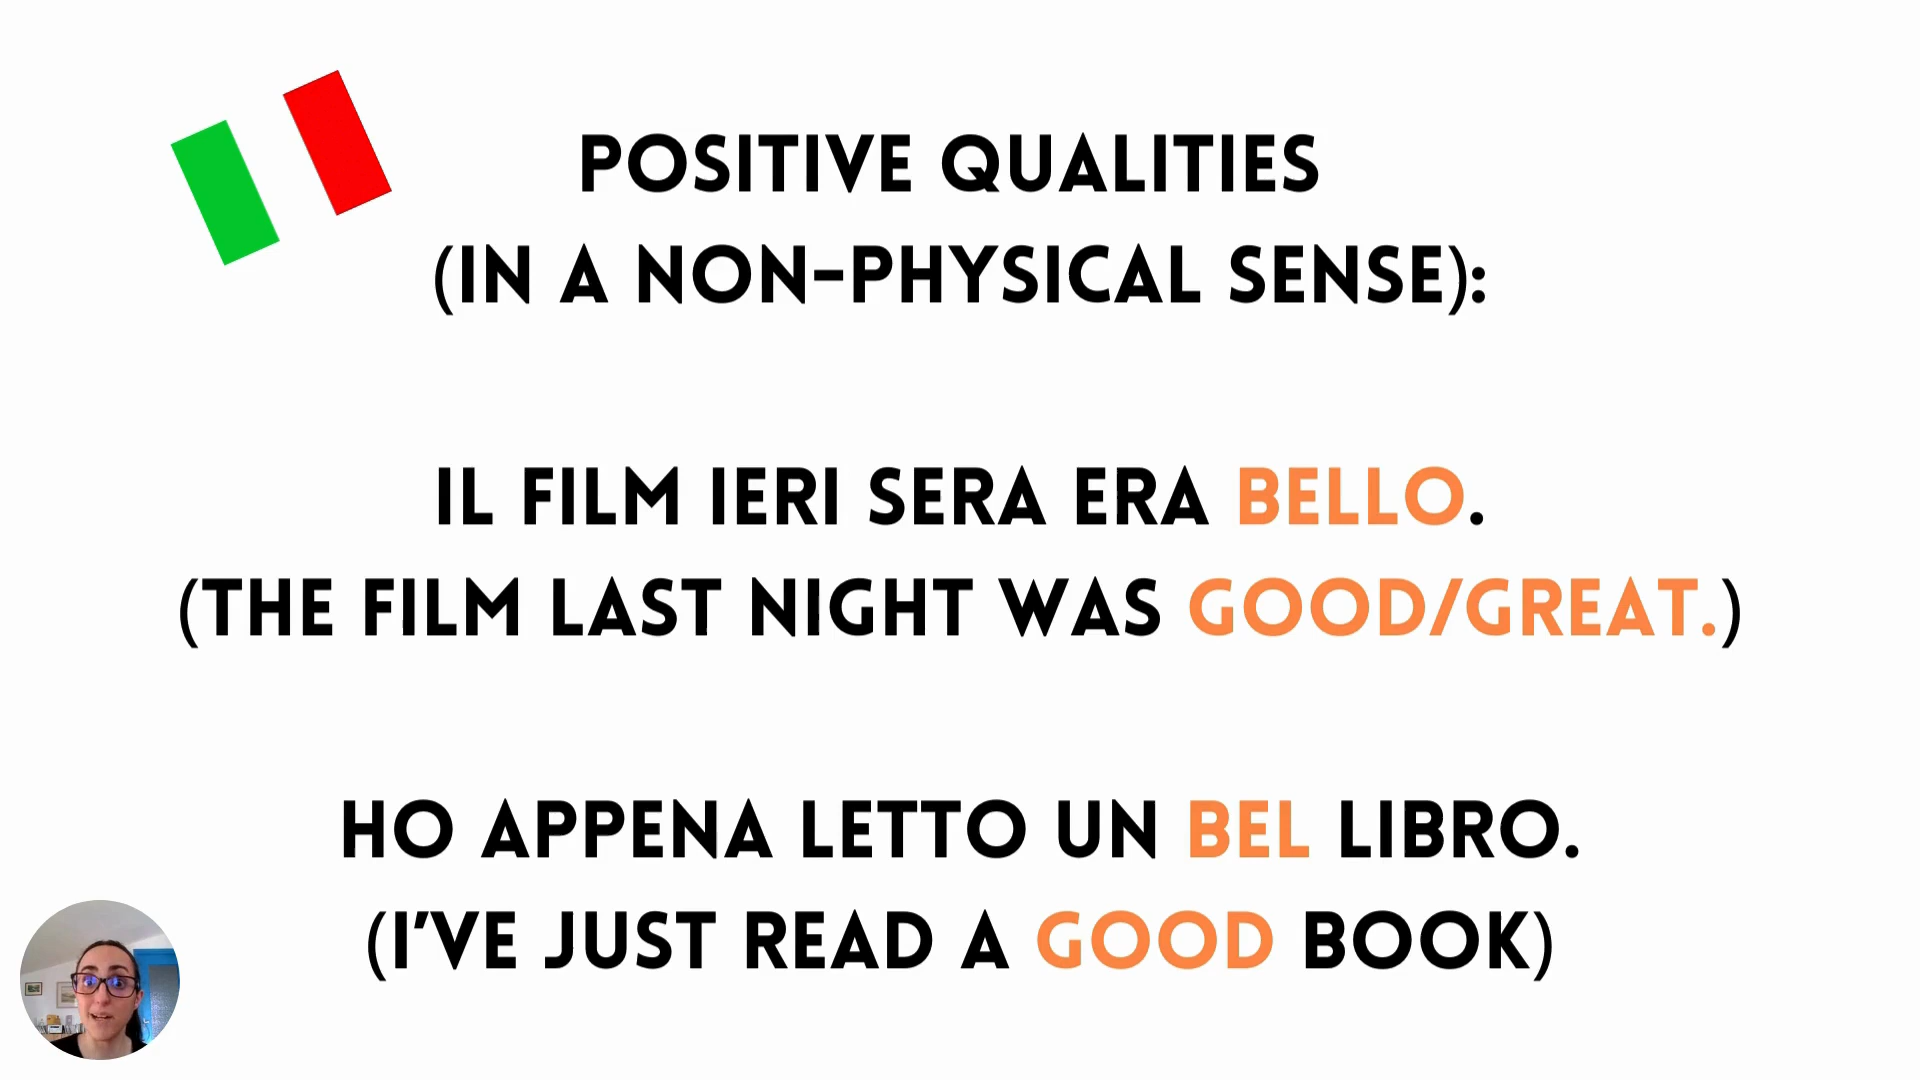 POSITIVE QUALITIES
(IN A NON-PHYSICAL SENSE):
IL FILM IERI SERA ERA BELLO.
(THE FILM LAST NIGHT WAS GOOD/GREAT.)
HO APPENA LETTO UN BEL LIBRO.
(I'VE JUST READ A GOOD BOOK)